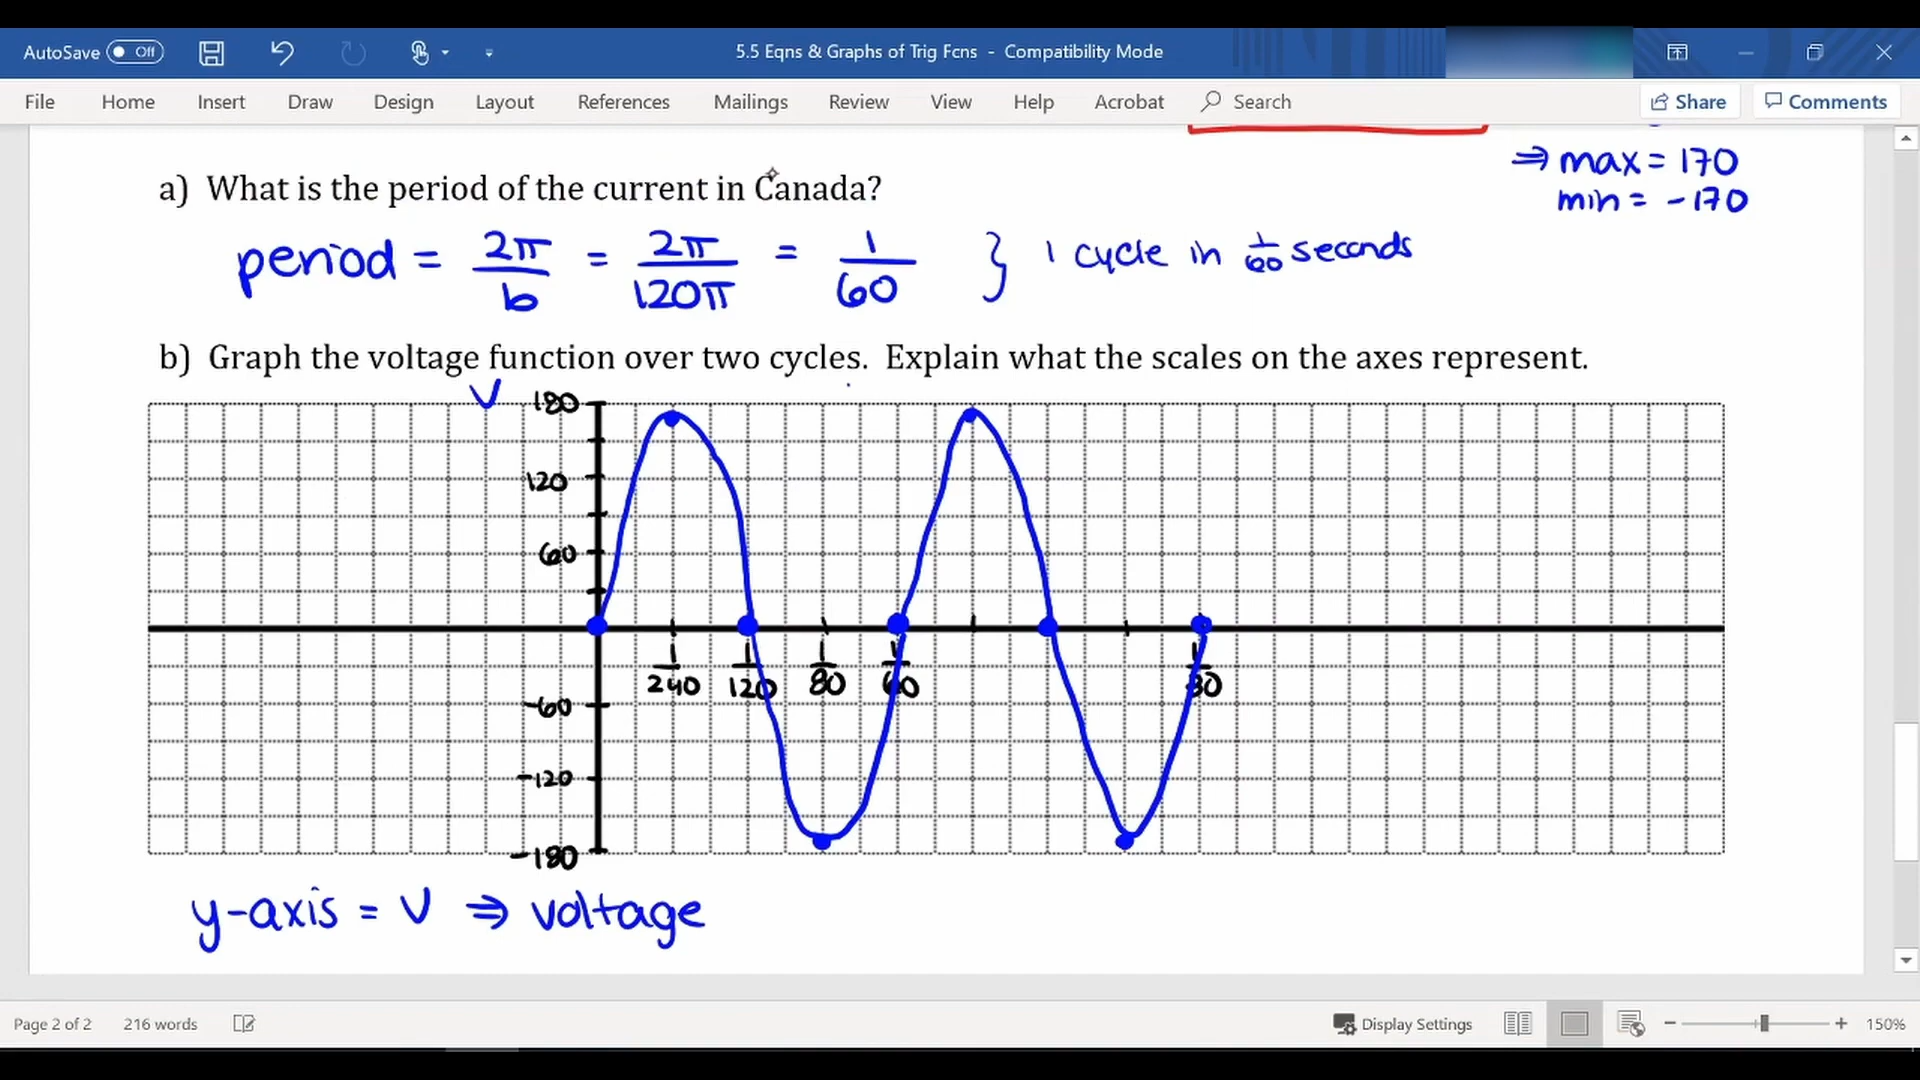 AutoSave Off 5.5 Eqns & Graphs of Trig Fcns - Compatibility Mode
File Home Insert Draw Design Layout References Mailings Review View Help Acrobat Search Share Comments
⇒ max = 170
min = -170
a) What is the period of the current in Canada?
period = 2π/b = 2π/120π = 1/60 } 1 cycle in 1/60 seconds
b) Graph the voltage function over two cycles. Explain what the scales on the axes represent.
V
180
120
60
1/240 1/120 1/80 1/60 1/30
-60
-120
-180
y-axis = V ⇒ voltage
Page 2 of 2 216 words Display Settings 150%